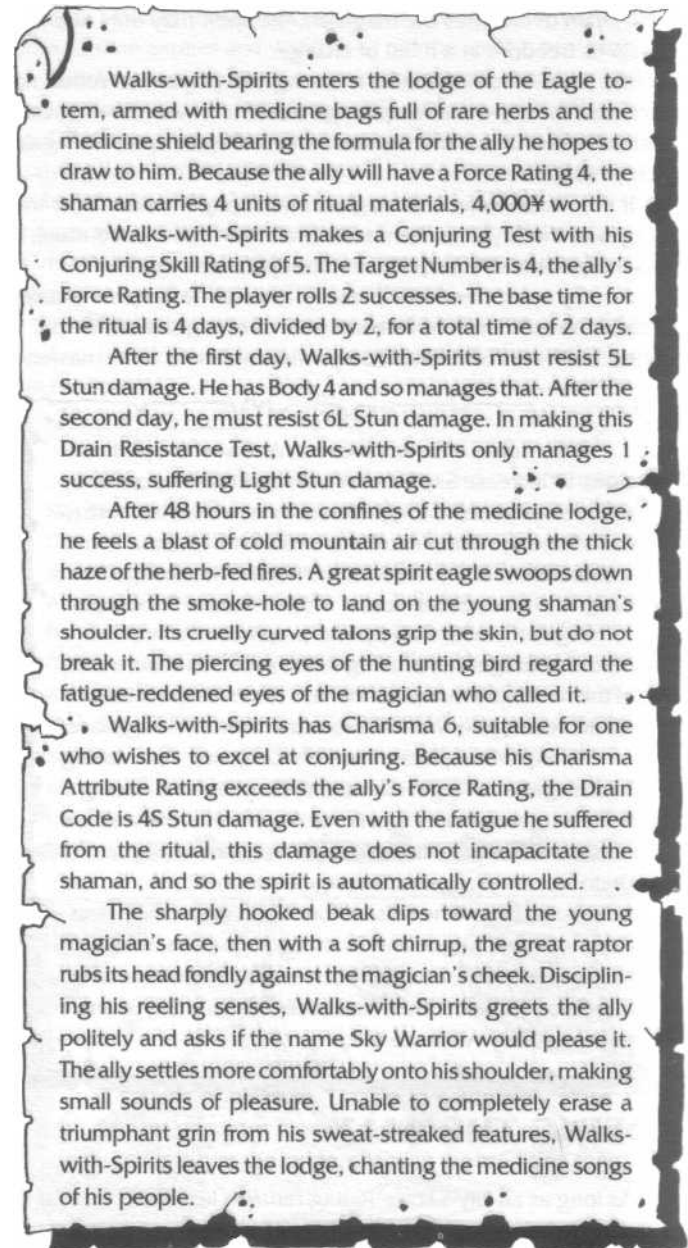 Walks-with-Spirits enters the lodge of the Eagle to-
tem, armed with medicine bags full of rare herbs and the
medicine shield bearing the formula for the ally he hopes to
draw to him. Because the ally will have a Force Rating 4, the
shaman carries 4 units of ritual materials, 4,000¥ worth.
Walks-with-Spirits makes a Conjuring Test with his
Conjuring Skill Rating of 5. The Target Number is 4, the ally's
Force Rating. The player rolls 2 successes. The base time for
the ritual is 4 days, divided by 2, for a total time of 2 days.
After the first day, Walks-with-Spirits must resist 5L
Stun damage. He has Body 4 and so manages that. After the
second day, he must resist 6L Stun damage. In making this
Drain Resistance Test, Walks-with-Spirits only manages 1
success, suffering Light Stun damage.
After 48 hours in the confines of the medicine lodge,
he feels a blast of cold mountain air cut through the thick
haze of the herb-fed fires. A great spirit eagle swoops down
through the smoke-hole to land on the young shaman's
shoulder. Its cruelly curved talons grip the skin, but do not
break it. The piercing eyes of the hunting bird regard the
fatigue-reddened eyes of the magician who called it.
Walks-with-Spirits has Charisma 6, suitable for one
who wishes to excel at conjuring. Because his Charisma
Attribute Rating exceeds the ally's Force Rating, the Drain
Code is 4S Stun damage. Even with the fatigue he suffered
from the ritual, this damage does not incapacitate the
shaman, and so the spirit is automatically controlled.
The sharply hooked beak dips toward the young
magician's face, then with a soft chirrup, the great raptor
rubs its head fondly against the magician's cheek. Disciplin-
ing his reeling senses, Walks-with-Spirits greets the ally
politely and asks if the name Sky Warrior would please it.
The ally settles more comfortably onto his shoulder, making
small sounds of pleasure. Unable to completely erase a
triumphant grin from his sweat-streaked features, Walks-
with-Spirits leaves the lodge, chanting the medicine songs
of his people.